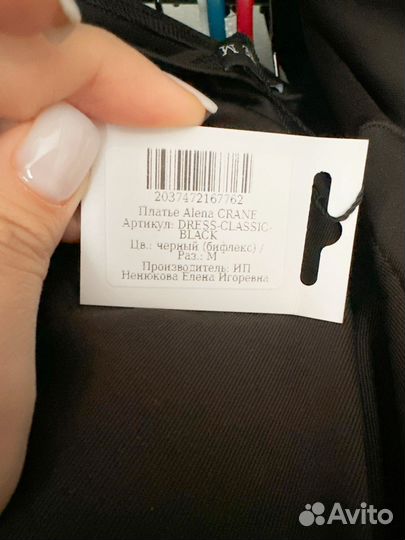 M
2037472167762
Платье Alena CRANE
Артикул: DRESS-CLASSIC-
BLACK
Цв.: черный (бифлекс) /
Раз.: M
Производитель: ИП
Ненюкова Елена Игоревна
Avito